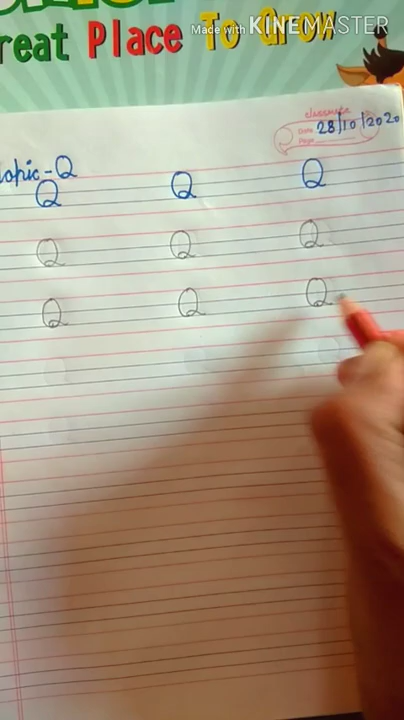 Made with KINEMASTER
reat Place To Grow
classmate
Date 28/10/2020
Page
opic-Q
Q Q Q
Q Q Q
Q Q Q